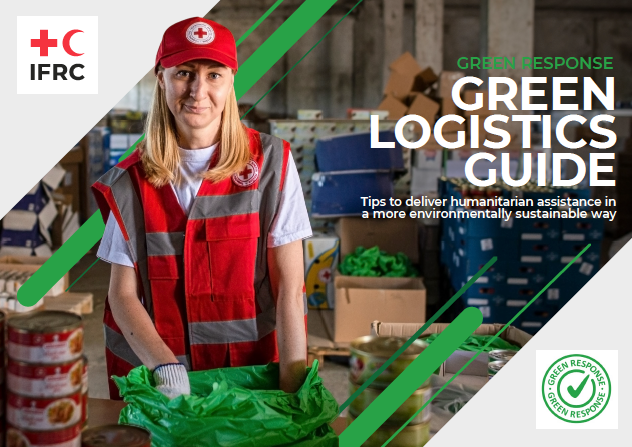 IFRC
GREEN RESPONSE
GREEN
LOGISTICS
GUIDE
Tips to deliver humanitarian assistance in
a more environmentally sustainable way
GREEN RESPONSE
GREEN RESPONSE